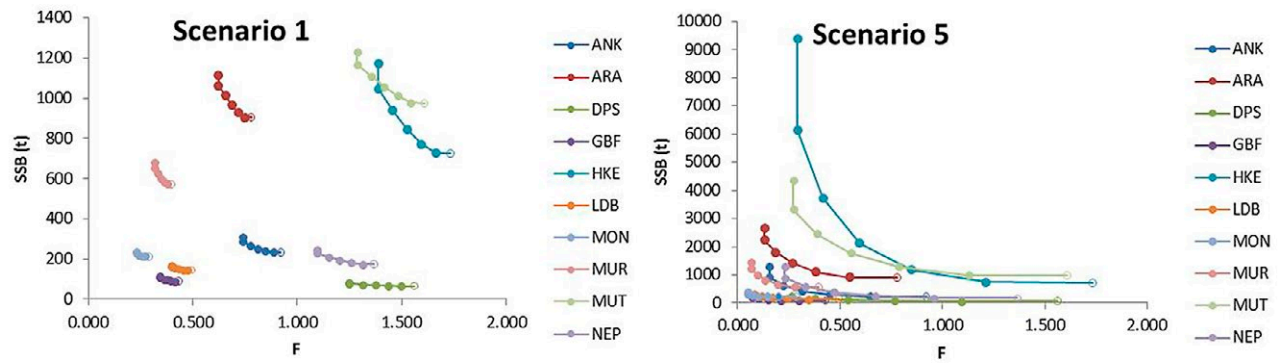 Scenario 1
SSB (t)
1400
1200
1000
800
600
400
200
0
0.000 0.500 1.000 1.500 2.000
F
ANK
ARA
DPS
GBF
HKE
LDB
MON
MUR
MUT
NEP
Scenario 5
SSB (t)
10000
9000
8000
7000
6000
5000
4000
3000
2000
1000
0
0.000 0.500 1.000 1.500 2.000
F
ANK
ARA
DPS
GBF
HKE
LDB
MON
MUR
MUT
NEP